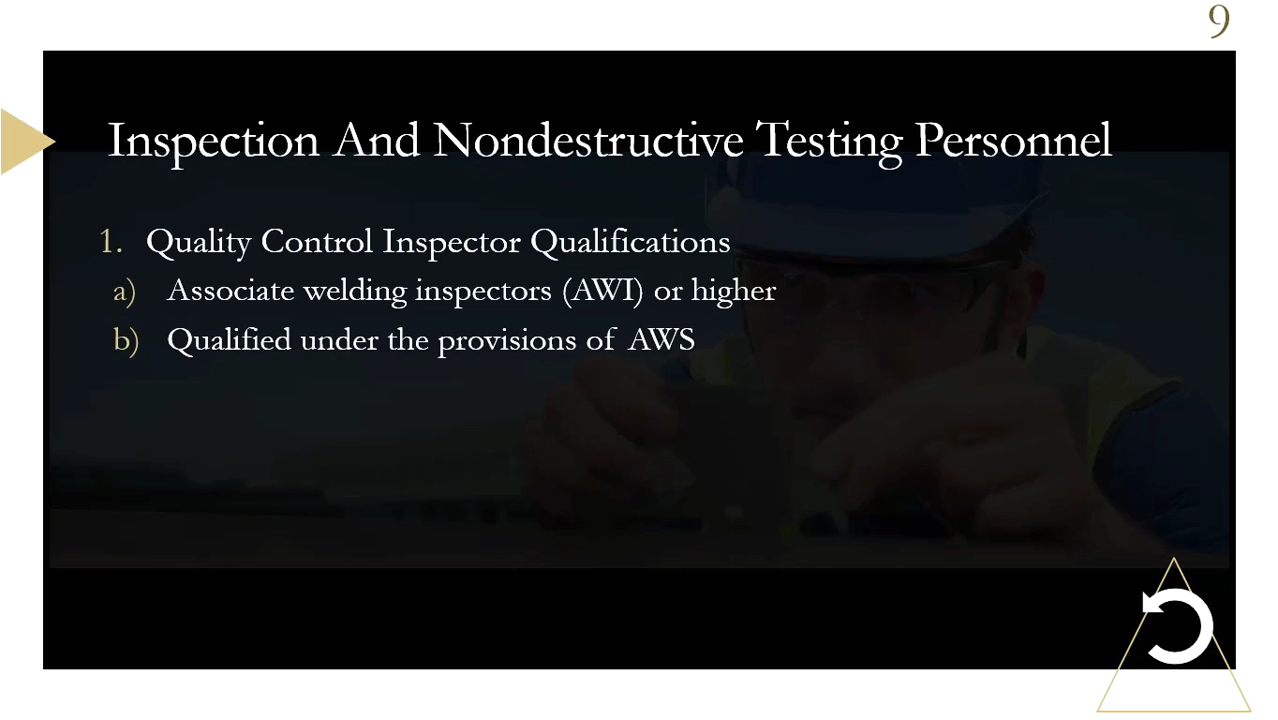 9
Inspection And Nondestructive Testing Personnel
1. Quality Control Inspector Qualifications
a) Associate welding inspectors (AWI) or higher
b) Qualified under the provisions of AWS